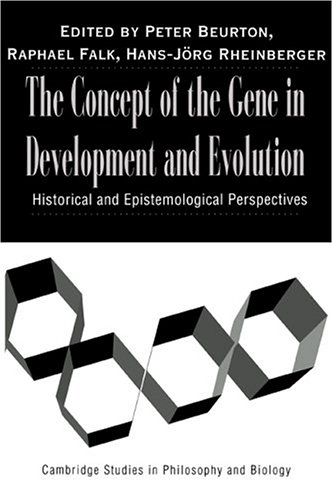 EDITED BY PETER BEURTON,
RAPHAEL FALK, HANS-JÖRG RHEINBERGER
The Concept of the Gene in
Development and Evolution
Historical and Epistemological Perspectives
Cambridge Studies in Philosophy and Biology